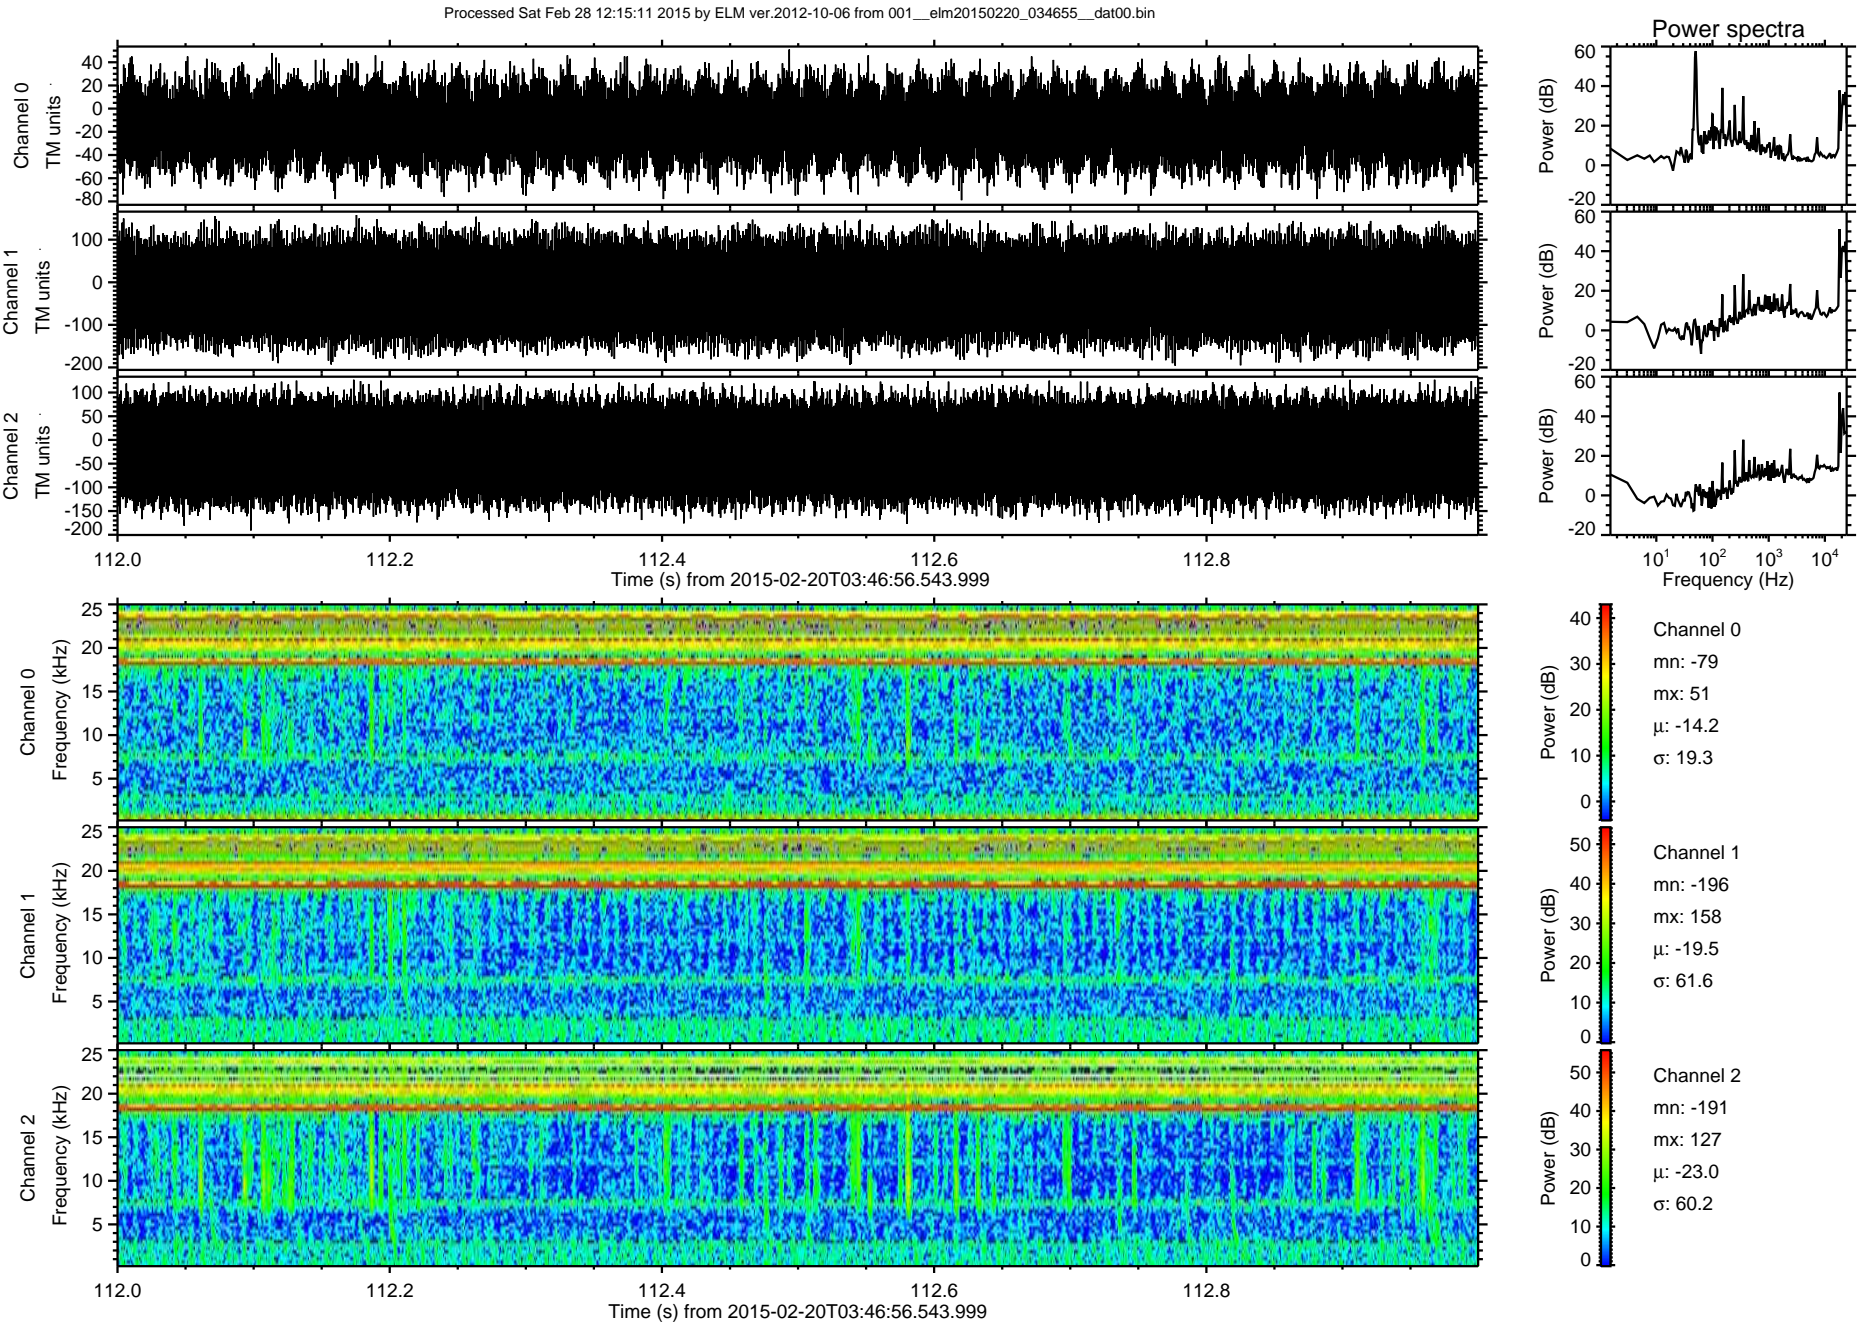 Processed Sat Feb 28 12:15:11 2015 by ELM ver.2012-10-06 from 001__elm20150220_034655__dat00.bin
Power spectra
Channel 0
TM units
40
20
0
-20
-40
-60
-80
Power (dB)
60
40
20
0
-20
Channel 1
TM units
100
0
-100
-200
Power (dB)
60
40
20
0
-20
Channel 2
TM units
100
50
0
-50
-100
-150
-200
Power (dB)
60
40
20
0
-20
112.0 112.2 112.4 112.6 112.8
Time (s) from 2015-02-20T03:46:56.543.999
10^1 10^2 10^3 10^4
Frequency (Hz)
Channel 0
Frequency (kHz)
25
20
15
10
5
Power (dB)
40
30
20
10
0
Channel 0
mn: -79
mx: 51
μ: -14.2
σ: 19.3
Channel 1
Frequency (kHz)
25
20
15
10
5
Power (dB)
50
40
30
20
10
0
Channel 1
mn: -196
mx: 158
μ: -19.5
σ: 61.6
Channel 2
Frequency (kHz)
25
20
15
10
5
Power (dB)
50
40
30
20
10
0
Channel 2
mn: -191
mx: 127
μ: -23.0
σ: 60.2
112.0 112.2 112.4 112.6 112.8
Time (s) from 2015-02-20T03:46:56.543.999